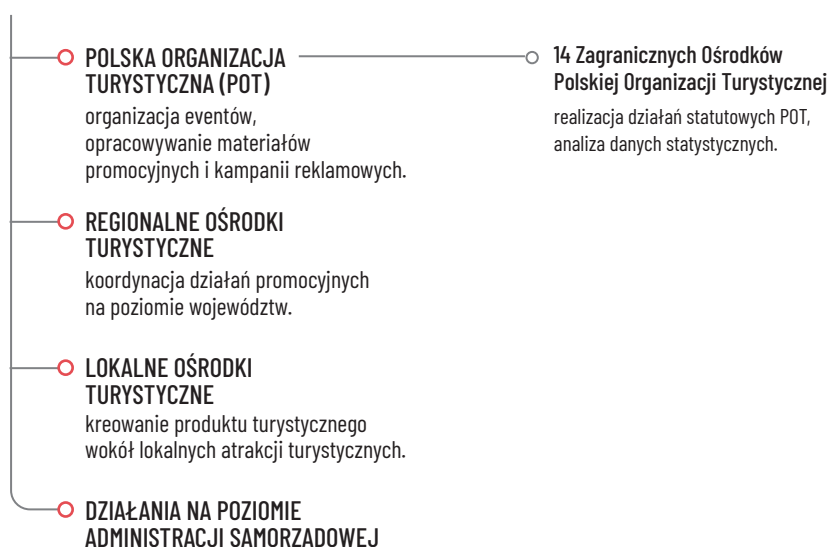 POLSKA ORGANIZACJA
TURYSTYCZNA (POT)
organizacja eventów,
opracowywanie materiałów
promocyjnych i kampanii reklamowych.
14 Zagranicznych Ośrodków
Polskiej Organizacji Turystycznej
realizacja działań statutowych POT,
analiza danych statystycznych.
REGIONALNE OŚRODKI
TURYSTYCZNE
koordynacja działań promocyjnych
na poziomie województw.
LOKALNE OŚRODKI
TURYSTYCZNE
kreowanie produktu turystycznego
wokół lokalnych atrakcji turystycznych.
DZIAŁANIA NA POZIOMIE
ADMINISTRACJI SAMORZĄDOWEJ